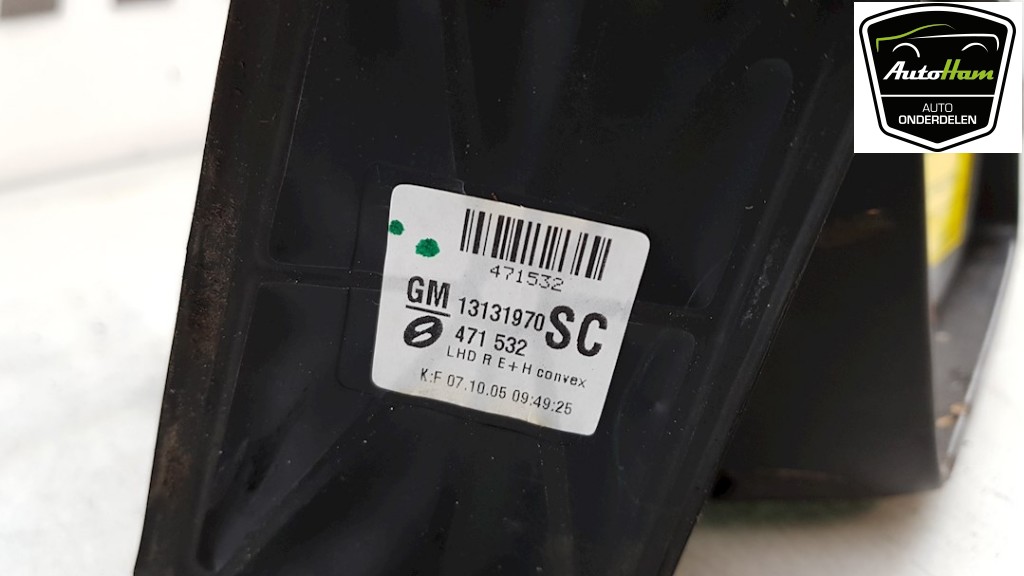 AutoHam
AUTO
ONDERDELEN
471532
GM 13131970 SC
471 532
LHD R E+H convex
K:F 07.10.05 09:49:25